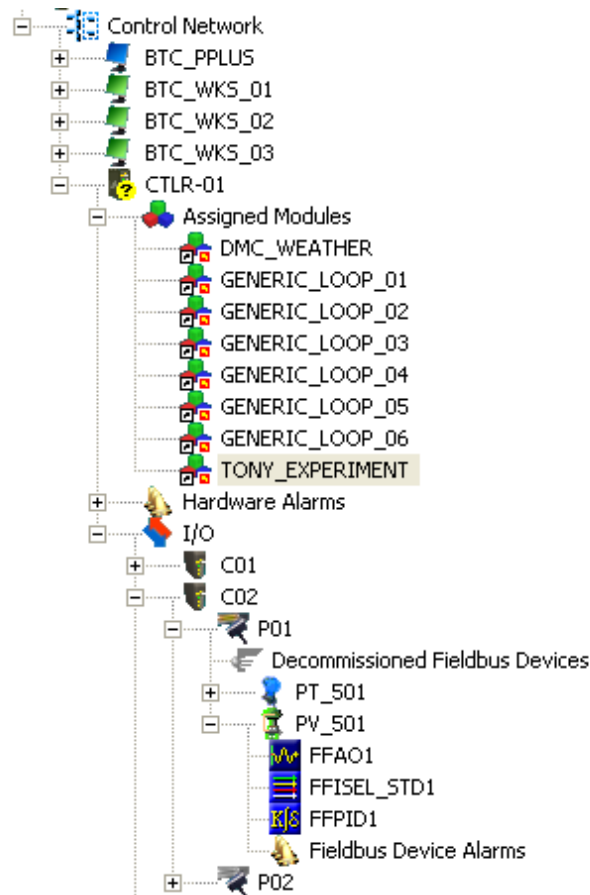 Control Network
BTC_PPLUS
BTC_WKS_01
BTC_WKS_02
BTC_WKS_03
CTLR-01
Assigned Modules
DMC_WEATHER
GENERIC_LOOP_01
GENERIC_LOOP_02
GENERIC_LOOP_03
GENERIC_LOOP_04
GENERIC_LOOP_05
GENERIC_LOOP_06
TONY_EXPERIMENT
Hardware Alarms
I/O
C01
C02
P01
Decommissioned Fieldbus Devices
PT_501
PV_501
FFAO1
FFISEL_STD1
FFPID1
Fieldbus Device Alarms
P02